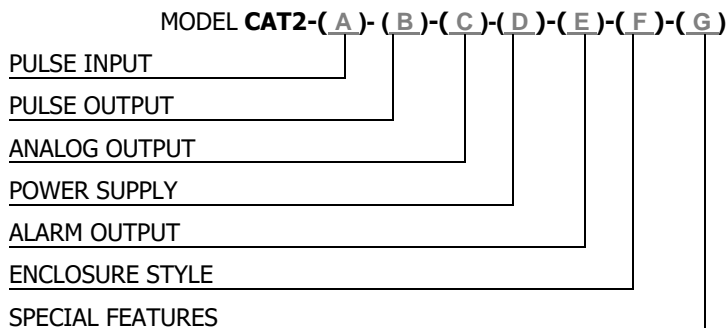 MODEL CAT2-( A )- ( B )-( C )-( D )-( E )-( F )-( G )
PULSE INPUT
PULSE OUTPUT
ANALOG OUTPUT
POWER SUPPLY
ALARM OUTPUT
ENCLOSURE STYLE
SPECIAL FEATURES